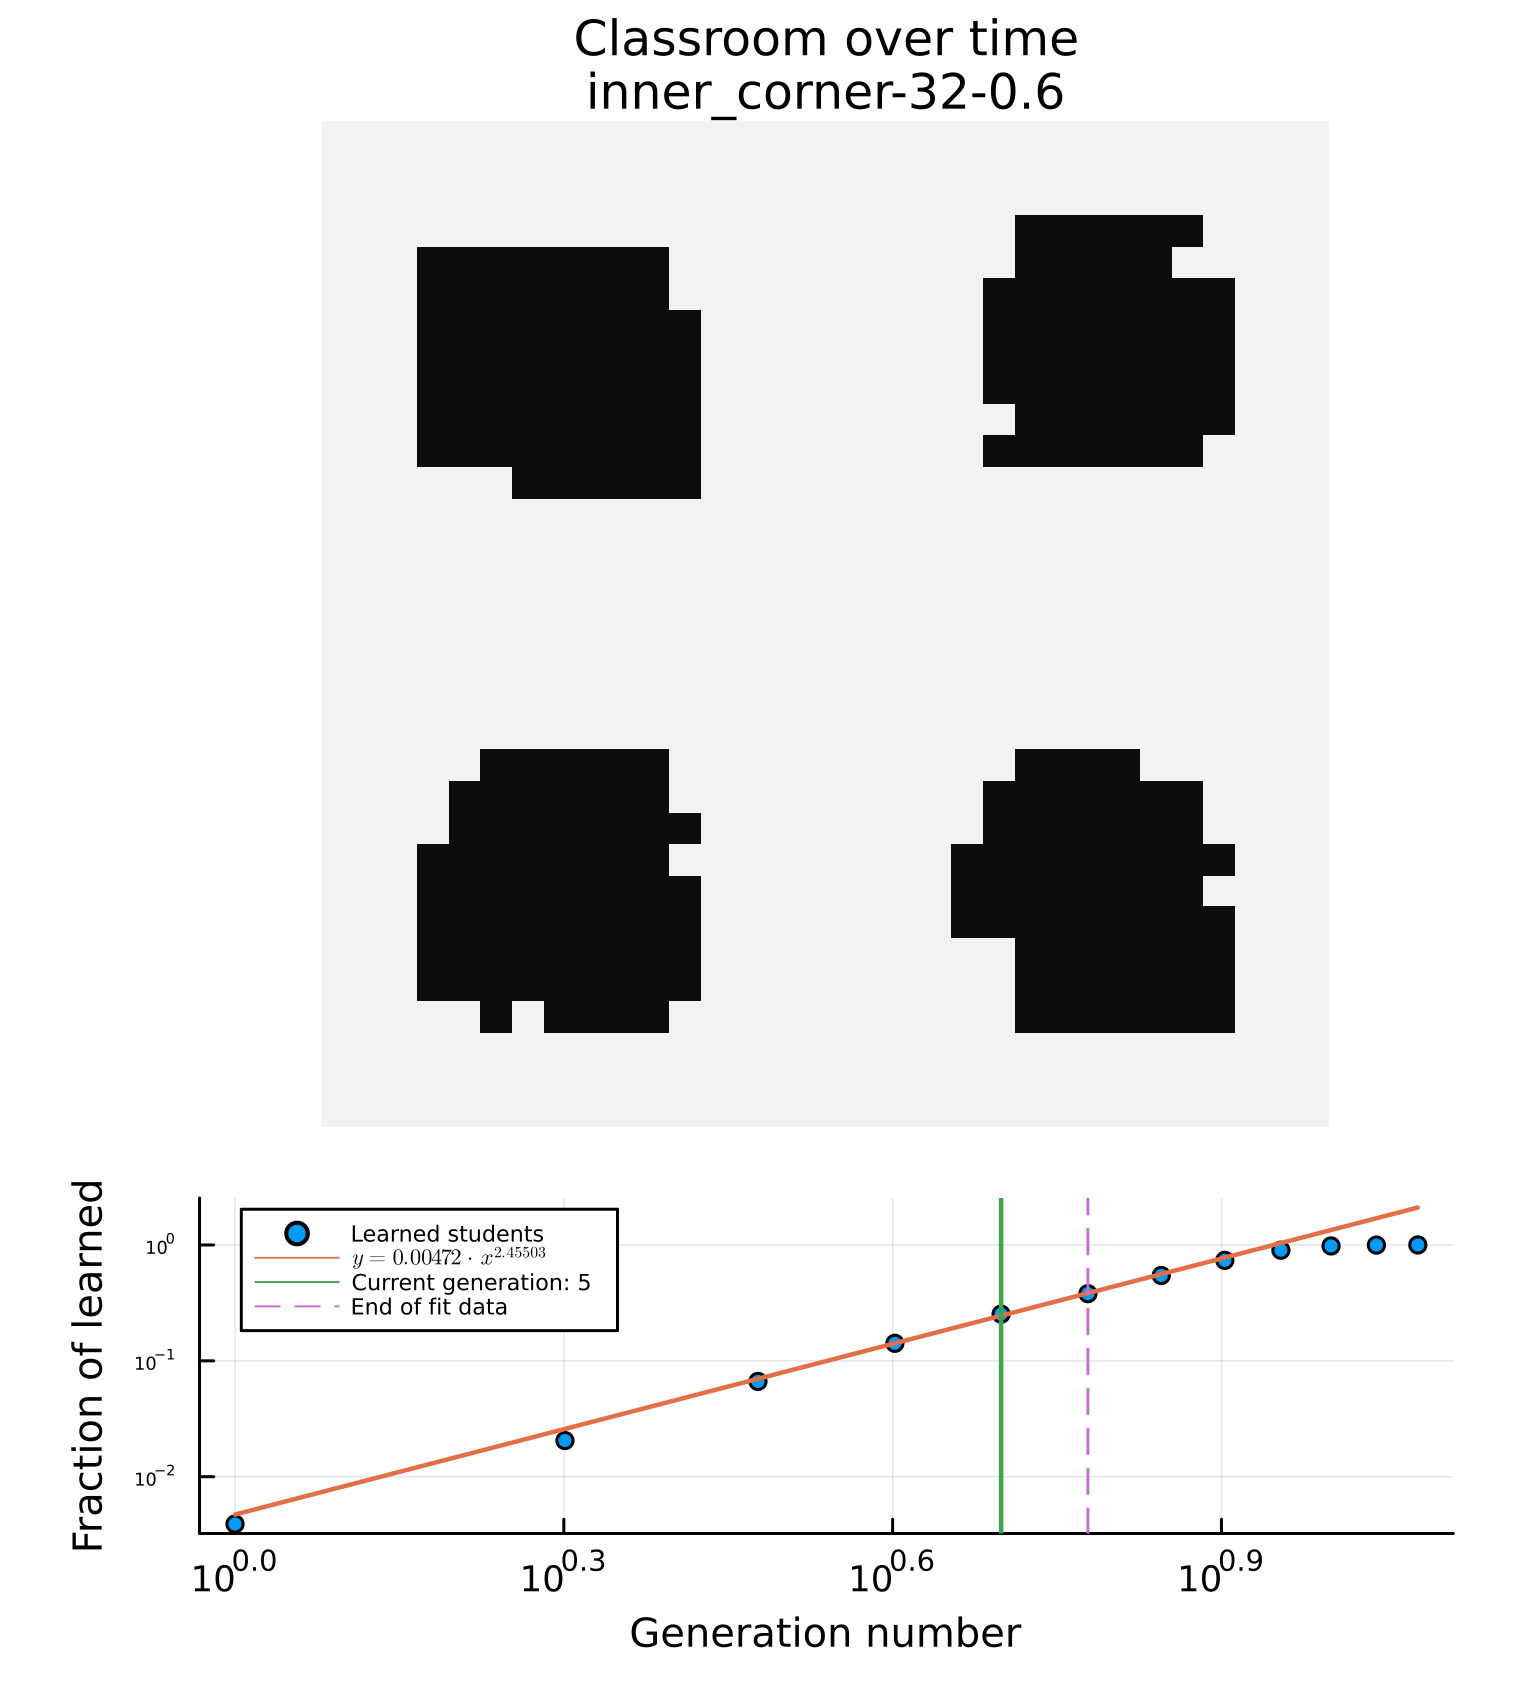 Classroom over time
inner_corner-32-0.6
Fraction of learned
10^0
10^−1
10^−2
Learned students
y = 0.00472 · x^2.45503
Current generation: 5
End of fit data
10^0.0 10^0.3 10^0.6 10^0.9
Generation number